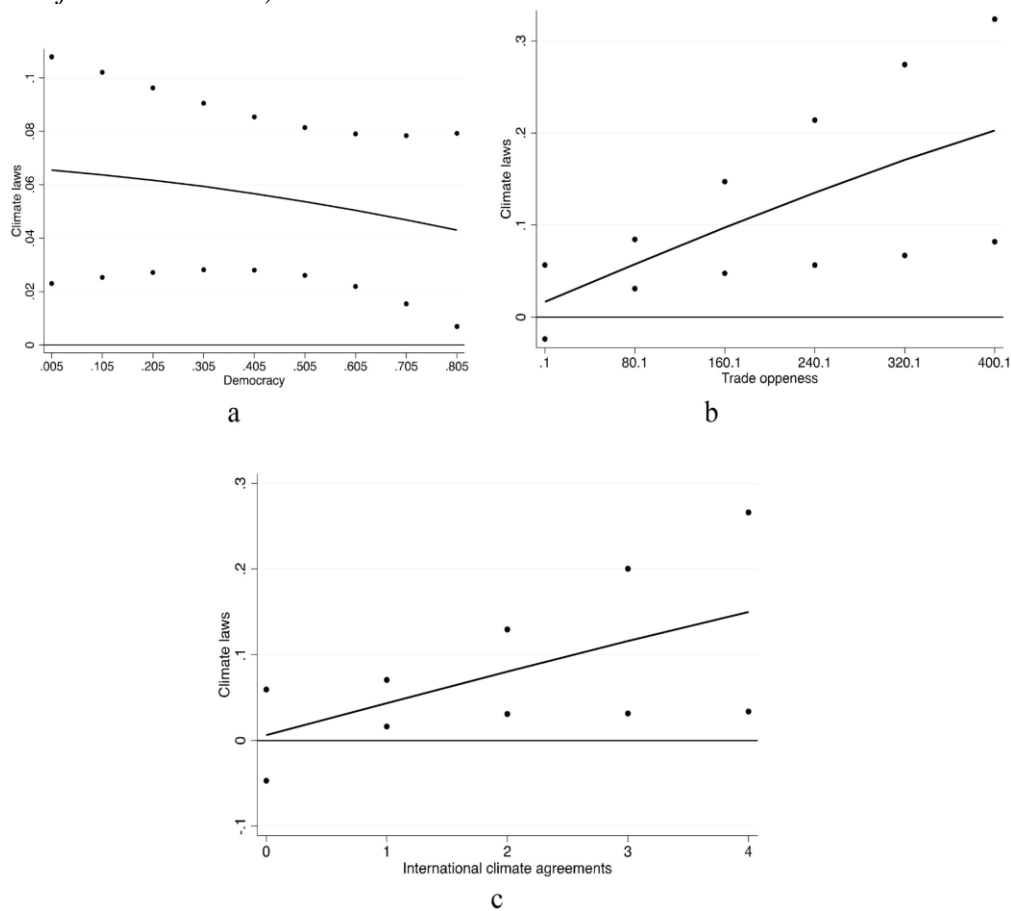 Climate laws
.1
.08
.06
.04
.02
0
.005 .105 .205 .305 .405 .505 .605 .705 .805
Democracy
a
Climate laws
.3
.2
.1
0
.1 80.1 160.1 240.1 320.1 400.1
Trade oppeness
b
Climate laws
.3
.2
.1
0
-.1
0 1 2 3 4
International climate agreements
c